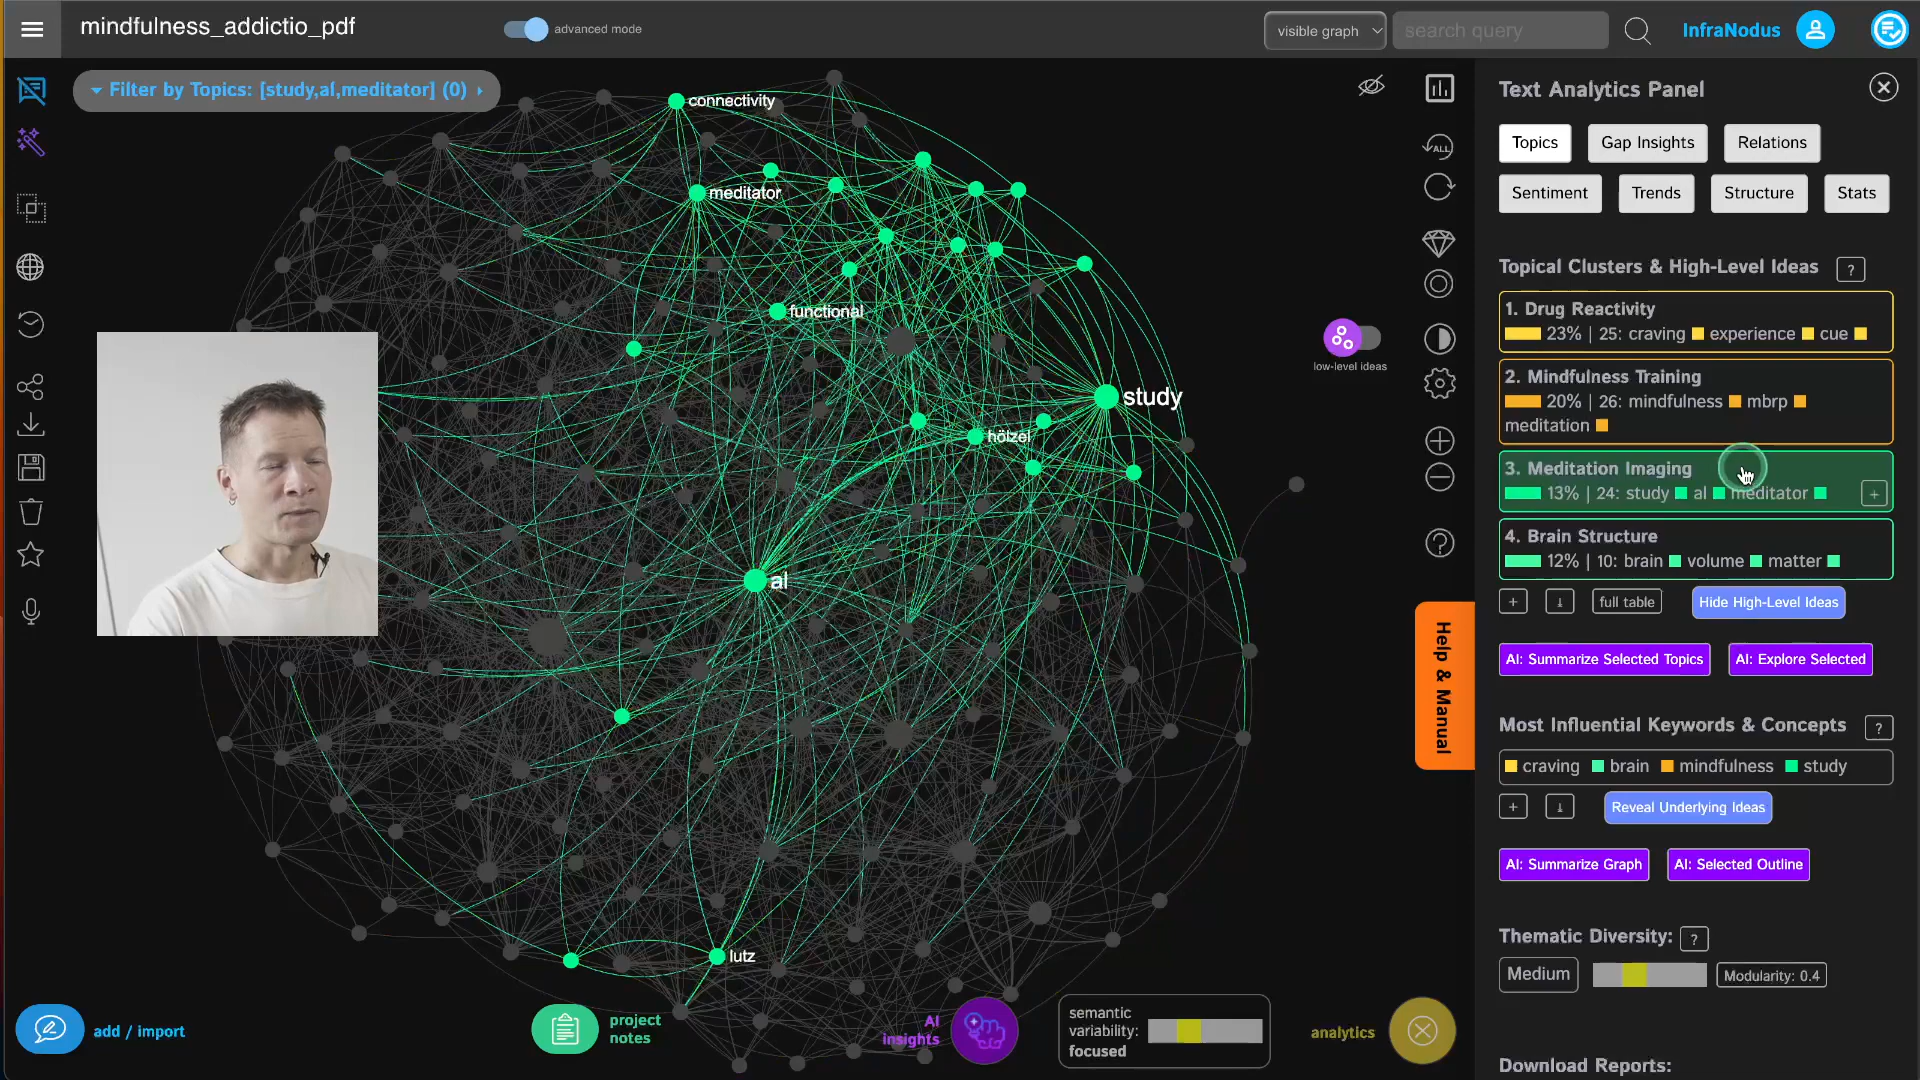 mindfulness_addictio_pdf
advanced mode
visible graph
search query
InfraNodus
Filter by Topics: [study,al,meditator] (0)
connectivity
meditator
functional
study
hölzel
al
lutz
low-level ideas
ALL
Help & Manual
Text Analytics Panel
Topics
Gap Insights
Relations
Sentiment
Trends
Structure
Stats
Topical Clusters & High-Level Ideas
?
1. Drug Reactivity
23% | 25: craving experience cue
2. Mindfulness Training
20% | 26: mindfulness mbrp
meditation
3. Meditation Imaging
13% | 24: study al meditator
+
4. Brain Structure
12% | 10: brain volume matter
+
full table
Hide High-Level Ideas
AI: Summarize Selected Topics
AI: Explore Selected
Most Influential Keywords & Concepts
?
craving brain mindfulness study
+
Reveal Underlying Ideas
AI: Summarize Graph
AI: Selected Outline
Thematic Diversity:
?
Medium
Modularity: 0.4
Download Reports:
add / import
project
notes
AI
insights
semantic
variability:
focused
analytics